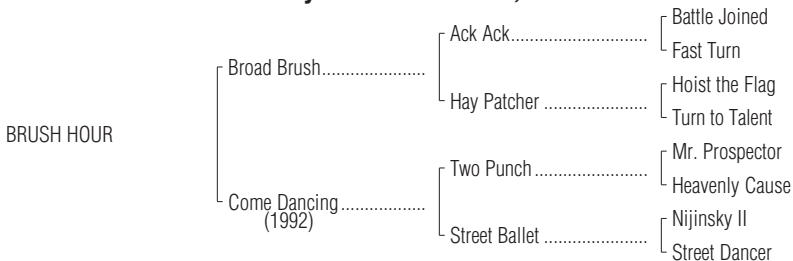 Battle Joined
Ack Ack
Fast Turn
Broad Brush
Hoist the Flag
Hay Patcher
Turn to Talent
BRUSH HOUR
Mr. Prospector
Two Punch
Heavenly Cause
Come Dancing
(1992)
Nijinsky II
Street Ballet
Street Dancer